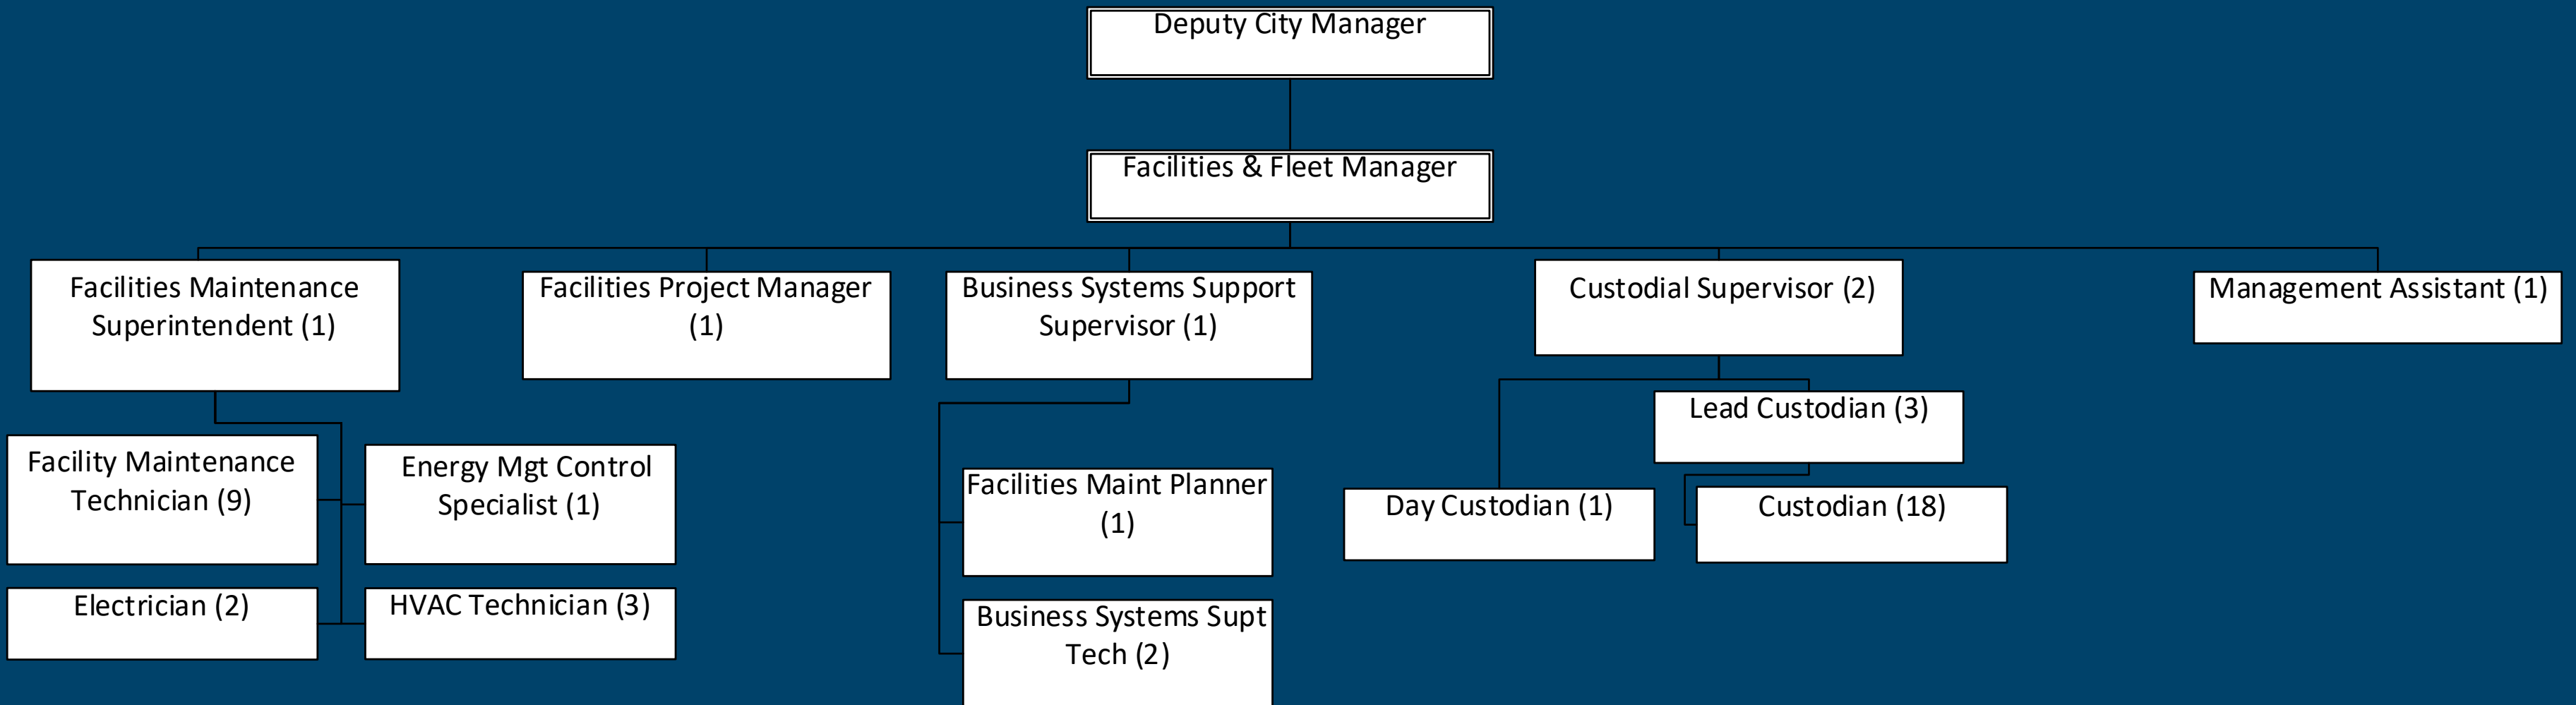 Deputy City Manager
Facilities & Fleet Manager
Facilities Maintenance
Superintendent (1)
Facilities Project Manager
(1)
Business Systems Support
Supervisor (1)
Custodial Supervisor (2)
Management Assistant (1)
Facility Maintenance
Technician (9)
Energy Mgt Control
Specialist (1)
Electrician (2)
HVAC Technician (3)
Facilities Maint Planner
(1)
Business Systems Supt
Tech (2)
Lead Custodian (3)
Day Custodian (1)
Custodian (18)